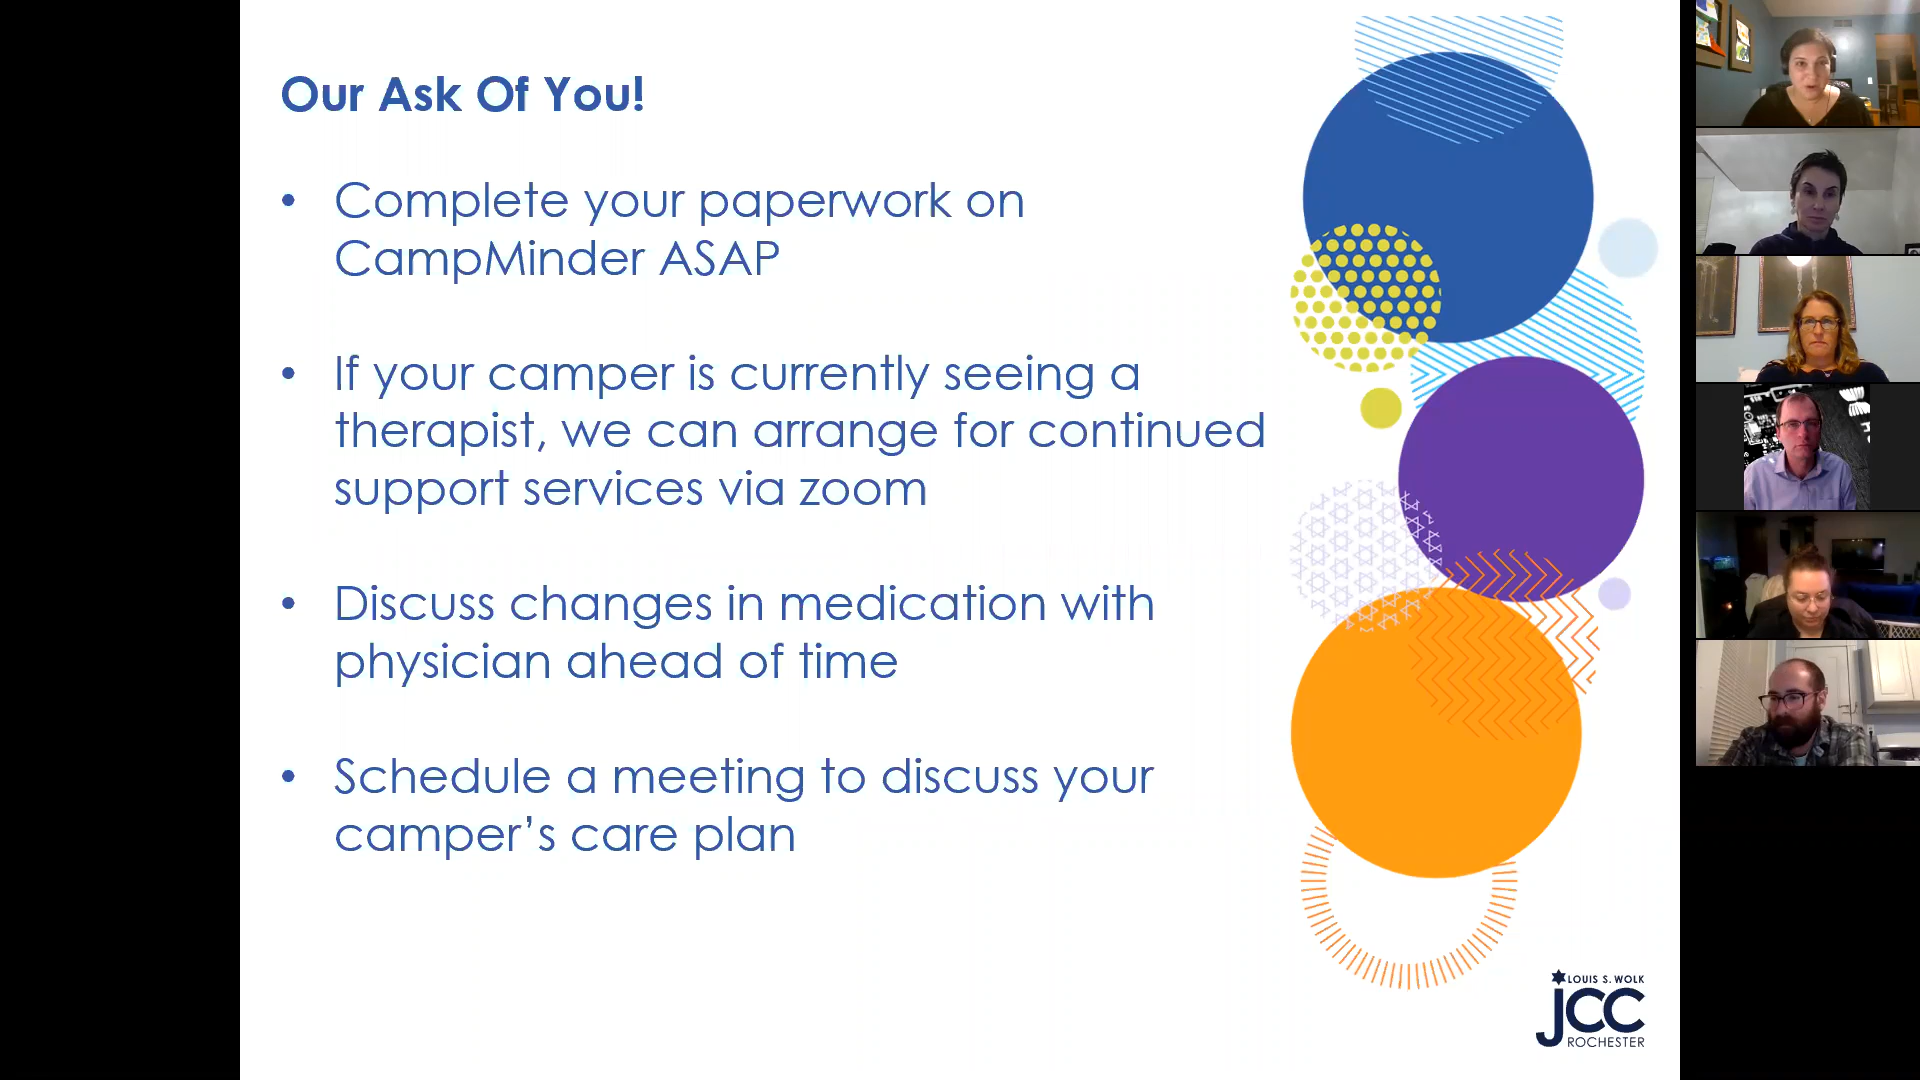 Our Ask Of You!
• Complete your paperwork on
CampMinder ASAP
• If your camper is currently seeing a
therapist, we can arrange for continued
support services via zoom
• Discuss changes in medication with
physician ahead of time
• Schedule a meeting to discuss your
camper’s care plan
LOUIS S. WOLK
jCC
ROCHESTER